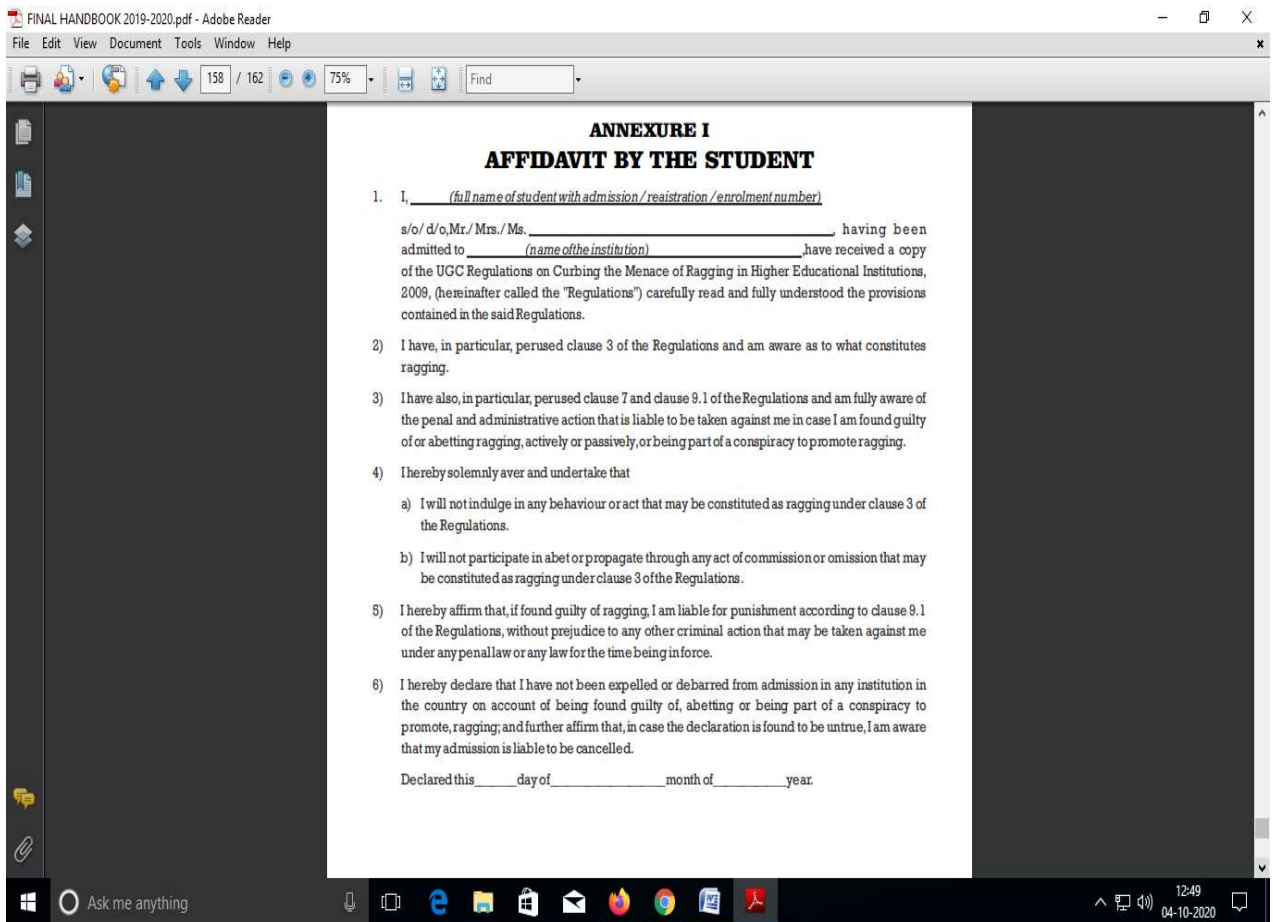 FINAL HANDBOOK 2019-2020.pdf - Adobe Reader
File Edit View Document Tools Window Help
158 / 162 75% Find
ANNEXURE I
AFFIDAVIT BY THE STUDENT
1. I, ______(full name of student with admission / reaistration / enrolment number)
s/o/ d/o,Mr./ Mrs./ Ms. ____________________, having been
admitted to ________(name ofthe institution)____________________,have received a copy
of the UGC Regulations on Curbing the Menace of Ragging in Higher Educational Institutions,
2009, (hereinafter called the "Regulations") carefully read and fully understood the provisions
contained in the said Regulations.
2) I have, in particular, perused clause 3 of the Regulations and am aware as to what constitutes
ragging.
3) I have also, in particular, perused clause 7 and clause 9.1 of the Regulations and am fully aware of
the penal and administrative action that is liable to be taken against me in case I am found guilty
of or abetting ragging, actively or passively, or being part of a conspiracy to promote ragging.
4) I hereby solemnly aver and undertake that
a) I will not indulge in any behaviour or act that may be constituted as ragging under clause 3 of
the Regulations.
b) I will not participate in abet or propagate through any act of commission or omission that may
be constituted as ragging under clause 3 of the Regulations.
5) I hereby affirm that, if found guilty of ragging, I am liable for punishment according to clause 9.1
of the Regulations, without prejudice to any other criminal action that may be taken against me
under any penal law or any law for the time being in force.
6) I hereby declare that I have not been expelled or debarred from admission in any institution in
the country on account of being found guilty of, abetting or being part of a conspiracy to
promote, ragging; and further affirm that, in case the declaration is found to be untrue, I am aware
that my admission is liable to be cancelled.
Declared this______day of________________month of__________year.
Ask me anything
12:49
04-10-2020